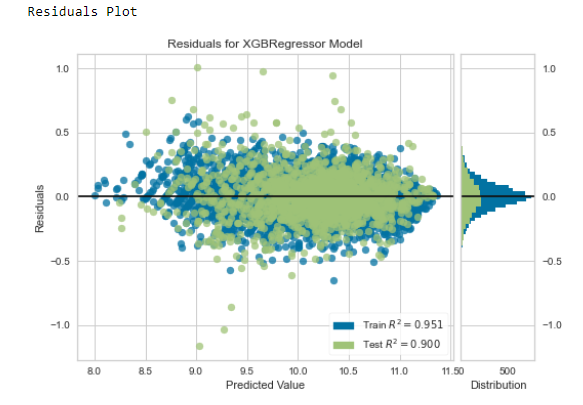 Residuals Plot
Residuals for XGBRegressor Model
1.0
0.5
0.0
−0.5
−1.0
Residuals
8.0 8.5 9.0 9.5 10.0 10.5 11.0 11.50
Predicted Value
Train R² = 0.951
Test R² = 0.900
1.0
0.5
0.0
−0.5
−1.0
500
Distribution